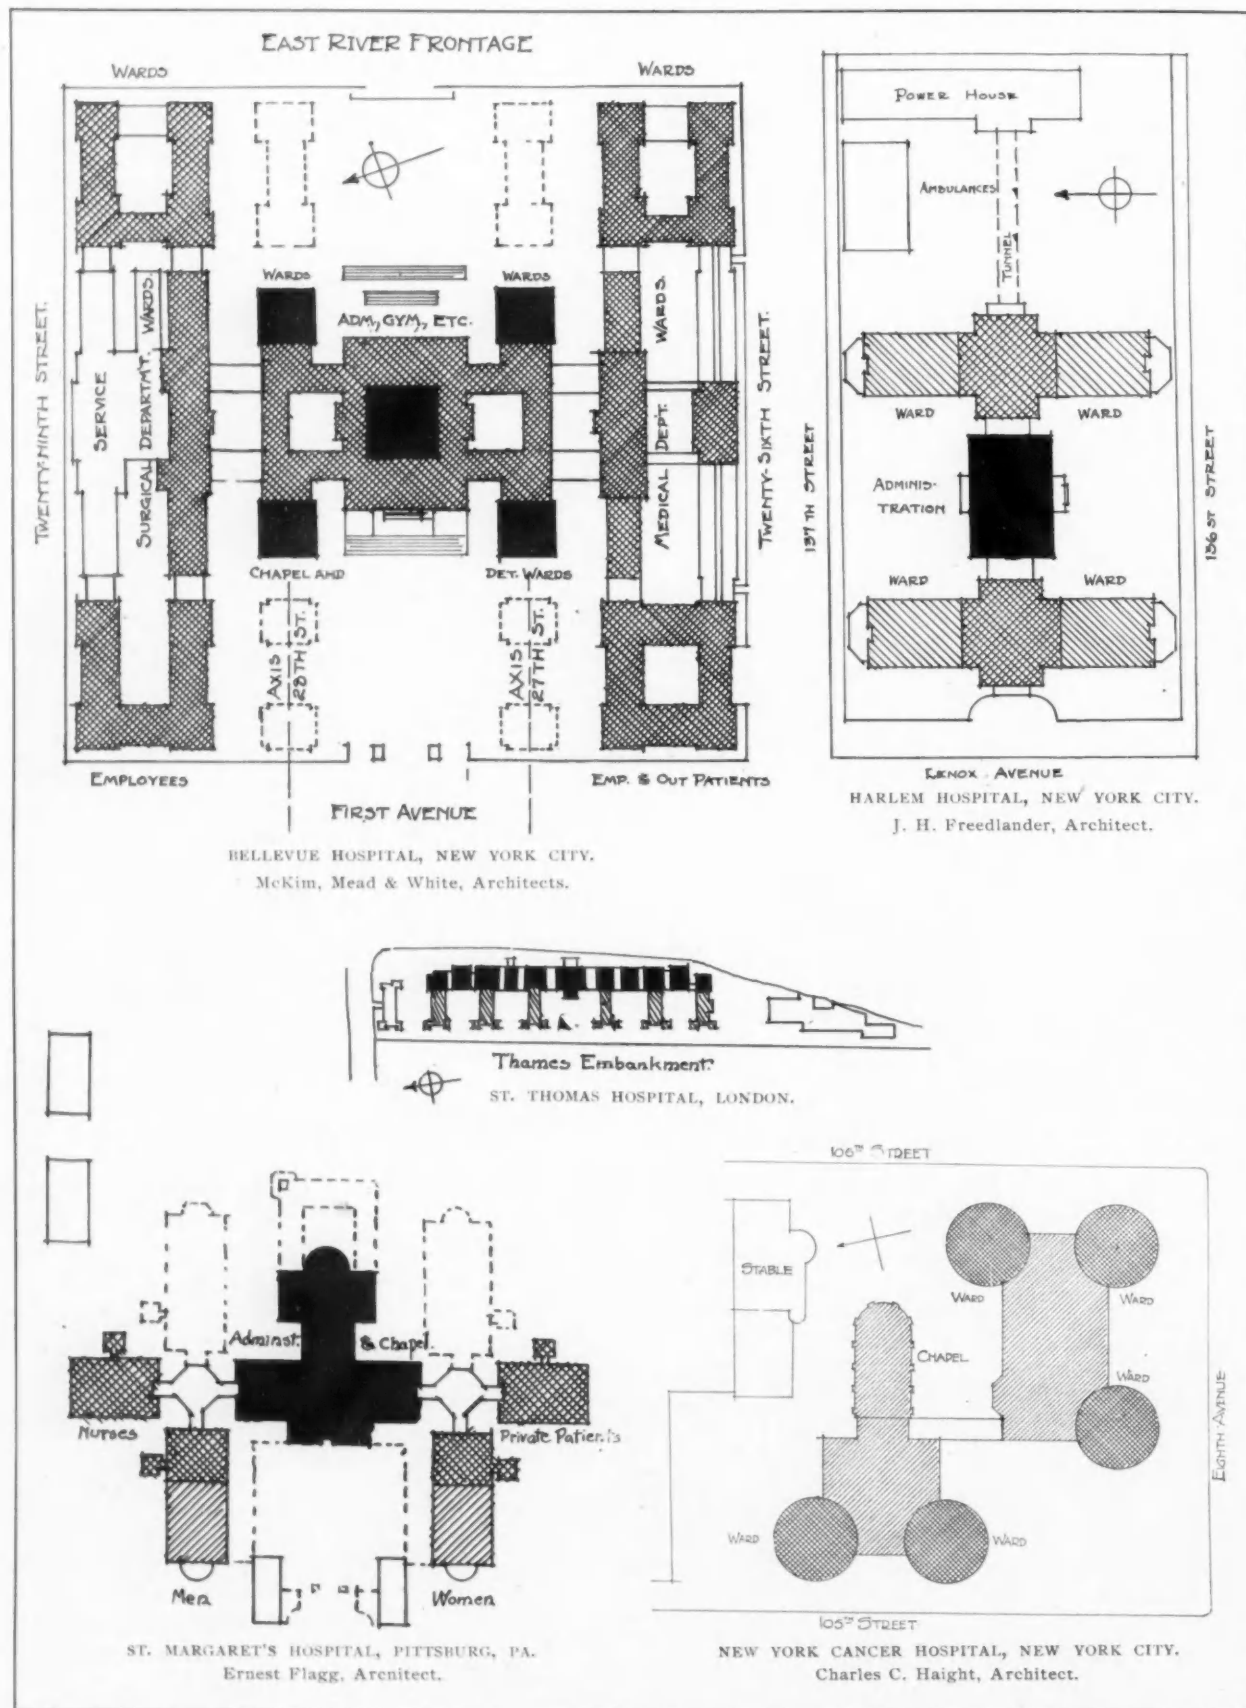 EAST RIVER FRONTAGE
WARDS
WARDS
TWENTY-NINTH STREET.
SERVICE
SURGICAL DEPARTM'T. WARDS.
WARDS
WARDS
ADM., GYM., ETC.
MEDICAL DEP'T. WARDS.
TWENTY-SIXTH STREET.
CHAPEL AND
DET. WARDS
AXIS
28TH ST.
AXIS
27TH ST.
EMPLOYEES
EMP. & OUT PATIENTS
FIRST AVENUE
BELLEVUE HOSPITAL, NEW YORK CITY.
McKim, Mead & White, Architects.
POWER HOUSE
AMBULANCES
TUNNEL
WARD
WARD
137TH STREET
ADMINIS-
TRATION
136 ST STREET
WARD
WARD
LENOX AVENUE
HARLEM HOSPITAL, NEW YORK CITY.
J. H. Freedlander, Architect.
Thames Embankment.
ST. THOMAS HOSPITAL, LONDON.
Administ. & Chapel.
Nurses
Private Patients
Men
Women
ST. MARGARET'S HOSPITAL, PITTSBURG, PA.
Ernest Flagg, Architect.
106TH STREET
STABLE
WARD
WARD
CHAPEL
WARD
EIGHTH AVENUE
WARD
WARD
105TH STREET
NEW YORK CANCER HOSPITAL, NEW YORK CITY.
Charles C. Haight, Architect.